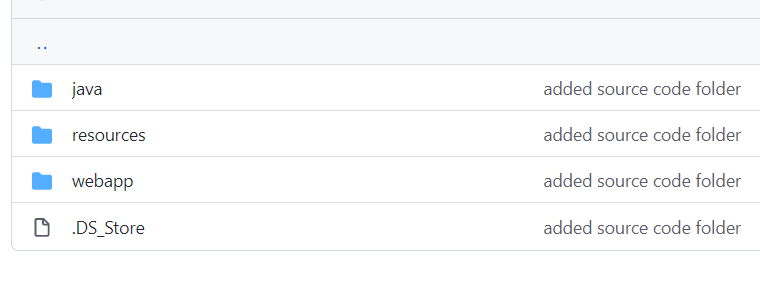 ..
java added source code folder
resources added source code folder
webapp added source code folder
.DS_Store added source code folder